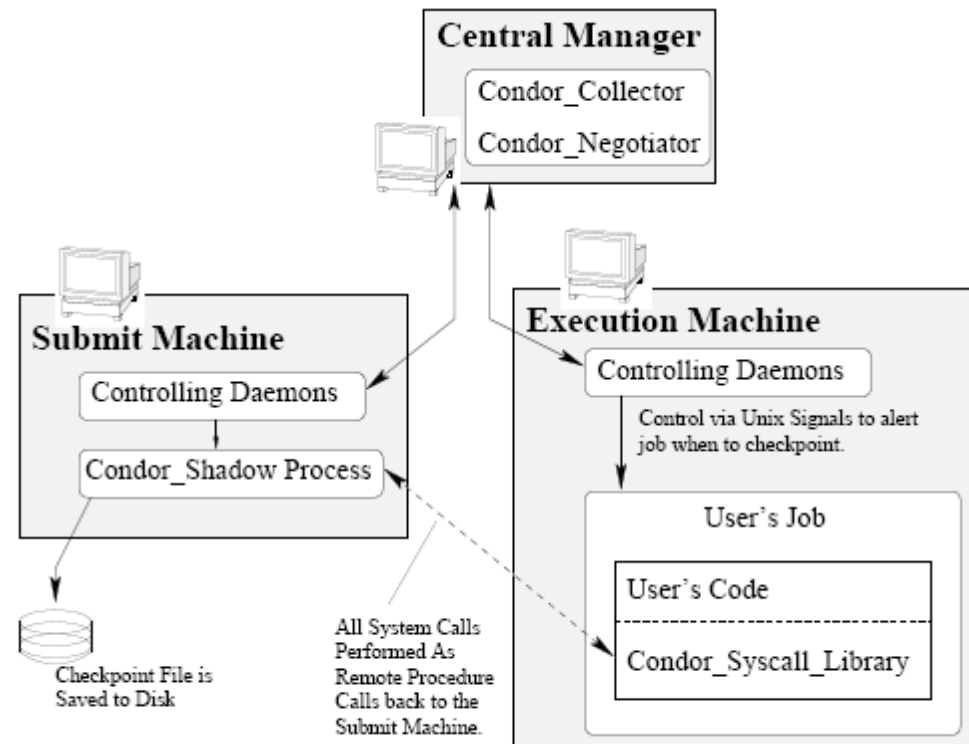 Central Manager
Condor_Collector
Condor_Negotiator
Submit Machine
Controlling Daemons
Condor_Shadow Process
Checkpoint File is
Saved to Disk
All System Calls
Performed As
Remote Procedure
Calls back to the
Submit Machine.
Execution Machine
Controlling Daemons
Control via Unix Signals to alert
job when to checkpoint.
User's Job
User's Code
Condor_Syscall_Library